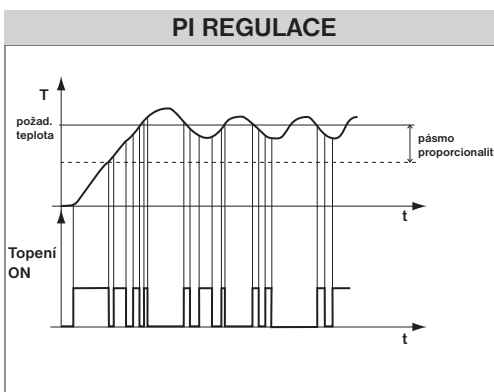 PI REGULACE
T
požad.
teplota
pásmo
proporcionalit
t
Topení
ON
t